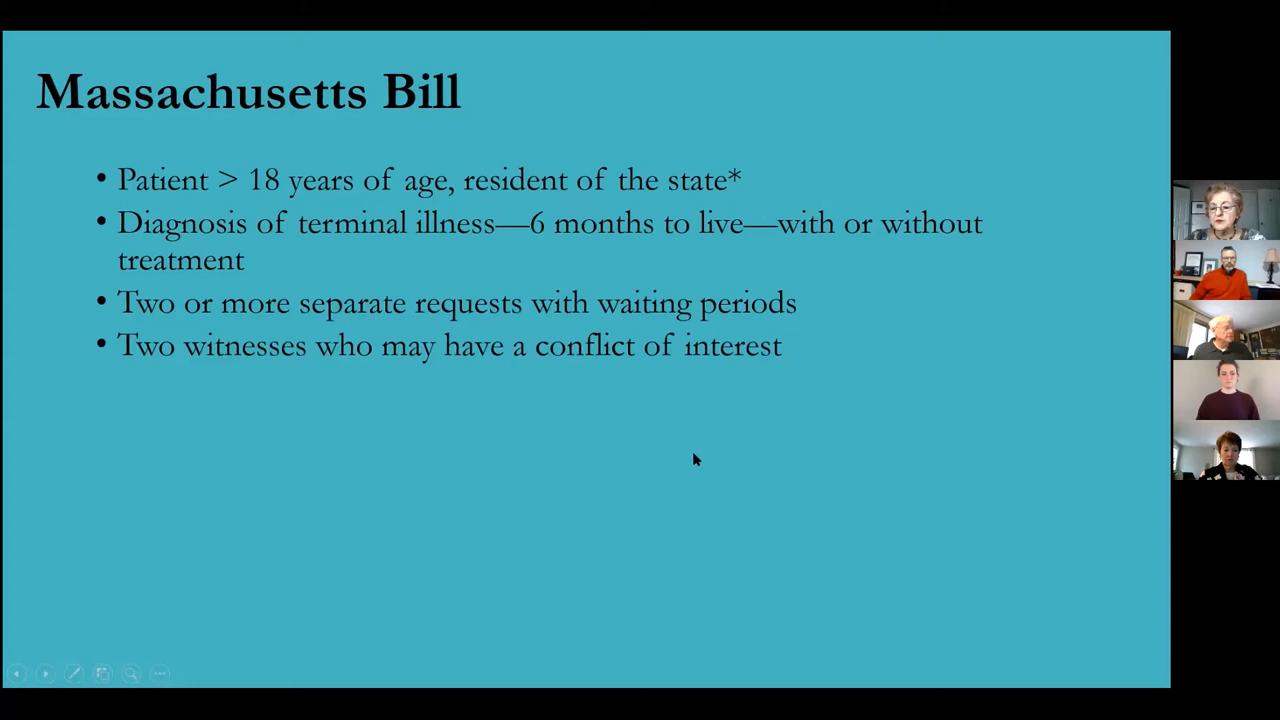 Massachusetts Bill
• Patient > 18 years of age, resident of the state*
• Diagnosis of terminal illness—6 months to live—with or without
treatment
• Two or more separate requests with waiting periods
• Two witnesses who may have a conflict of interest